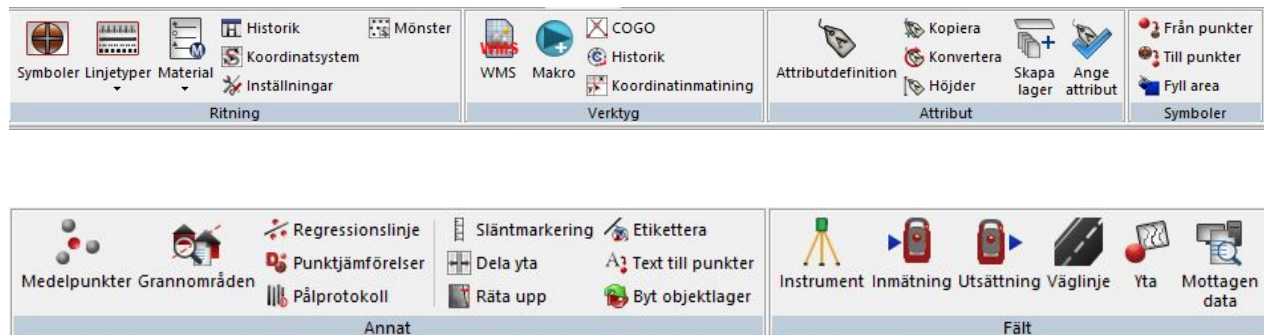 Symboler Linjetyper Material
Historik
Koordinatsystem
Inställningar
Mönster
Ritning
WMS
WMS
Makro
COGO
Historik
Koordinatinmatining
Verktyg
Attributdefinition
Kopiera
Konvertera
Höjder
Skapa
lager
Ange
attribut
Attribut
Från punkter
Till punkter
Fyll area
Symboler
Medelpunkter Grannområden
Regressionslinje
Punktjämförelser
Pålprotokoll
Släntmarkering
Dela yta
Räta upp
Etikettera
Text till punkter
Byt objektlager
Annat
Instrument Inmätning Utsättning Väglinje Yta Mottagen
data
Fält